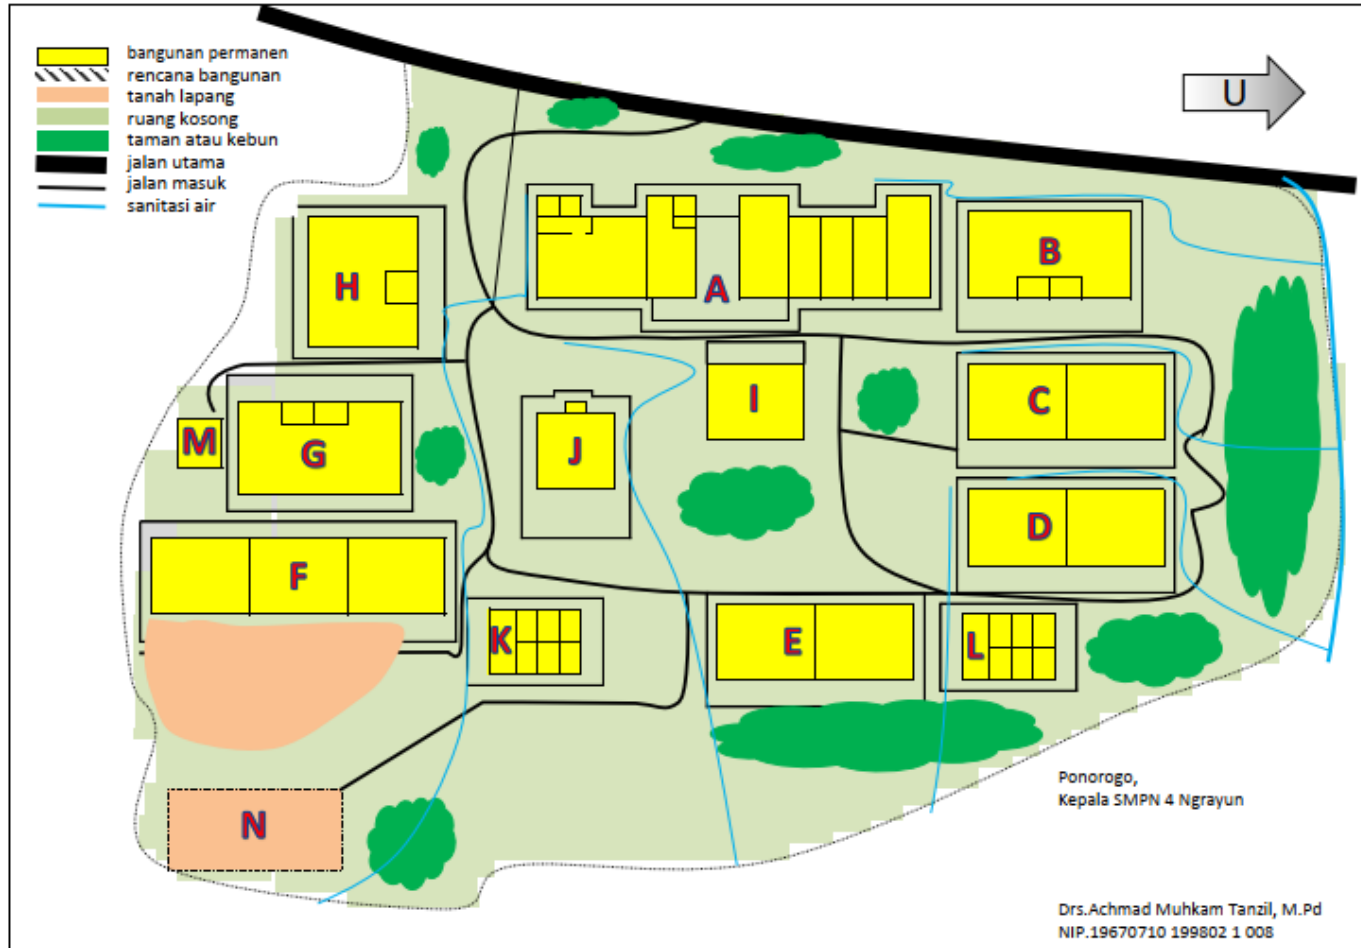 bangunan permanen
rencana bangunan
tanah lapang
ruang kosong
taman atau kebun
jalan utama
jalan masuk
sanitasi air
U
H
A
B
M
G
J
I
C
D
F
K
E
L
N
Ponorogo,
Kepala SMPN 4 Ngrayun
Drs.Achmad Muhkam Tanzil, M.Pd
NIP.19670710 199802 1 008